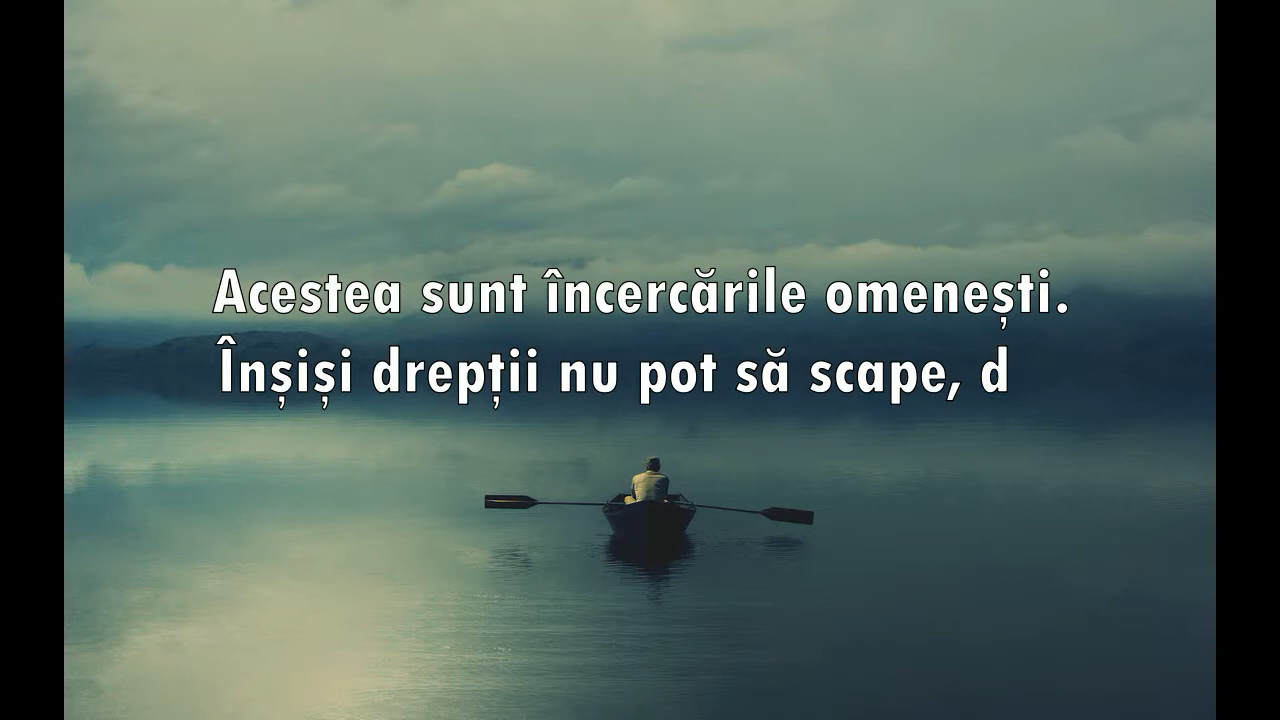 Acestea sunt încercările omenești.
Înșiși drepții nu pot să scape, d